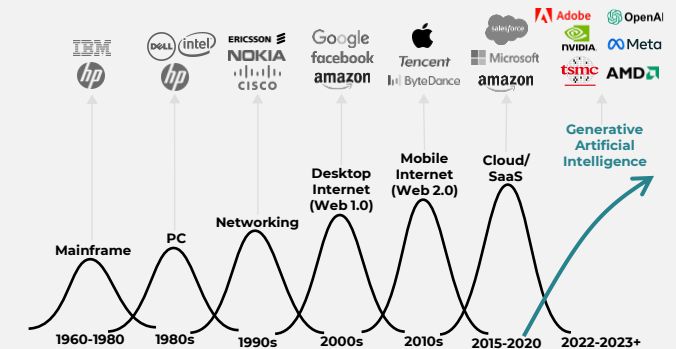 IBM
hp
DELL
intel
hp
ERICSSON
NOKIA
CISCO
Google
facebook
amazon
Tencent
ByteDance
salesforce
Microsoft
amazon
Adobe
OpenAI
NVIDIA.
Meta
tsmc
AMD
Mainframe
PC
Networking
Desktop
Internet
(Web 1.0)
Mobile
Internet
(Web 2.0)
Cloud/
SaaS
Generative
Artificial
Intelligence
1960-1980
1980s
1990s
2000s
2010s
2015-2020
2022-2023+